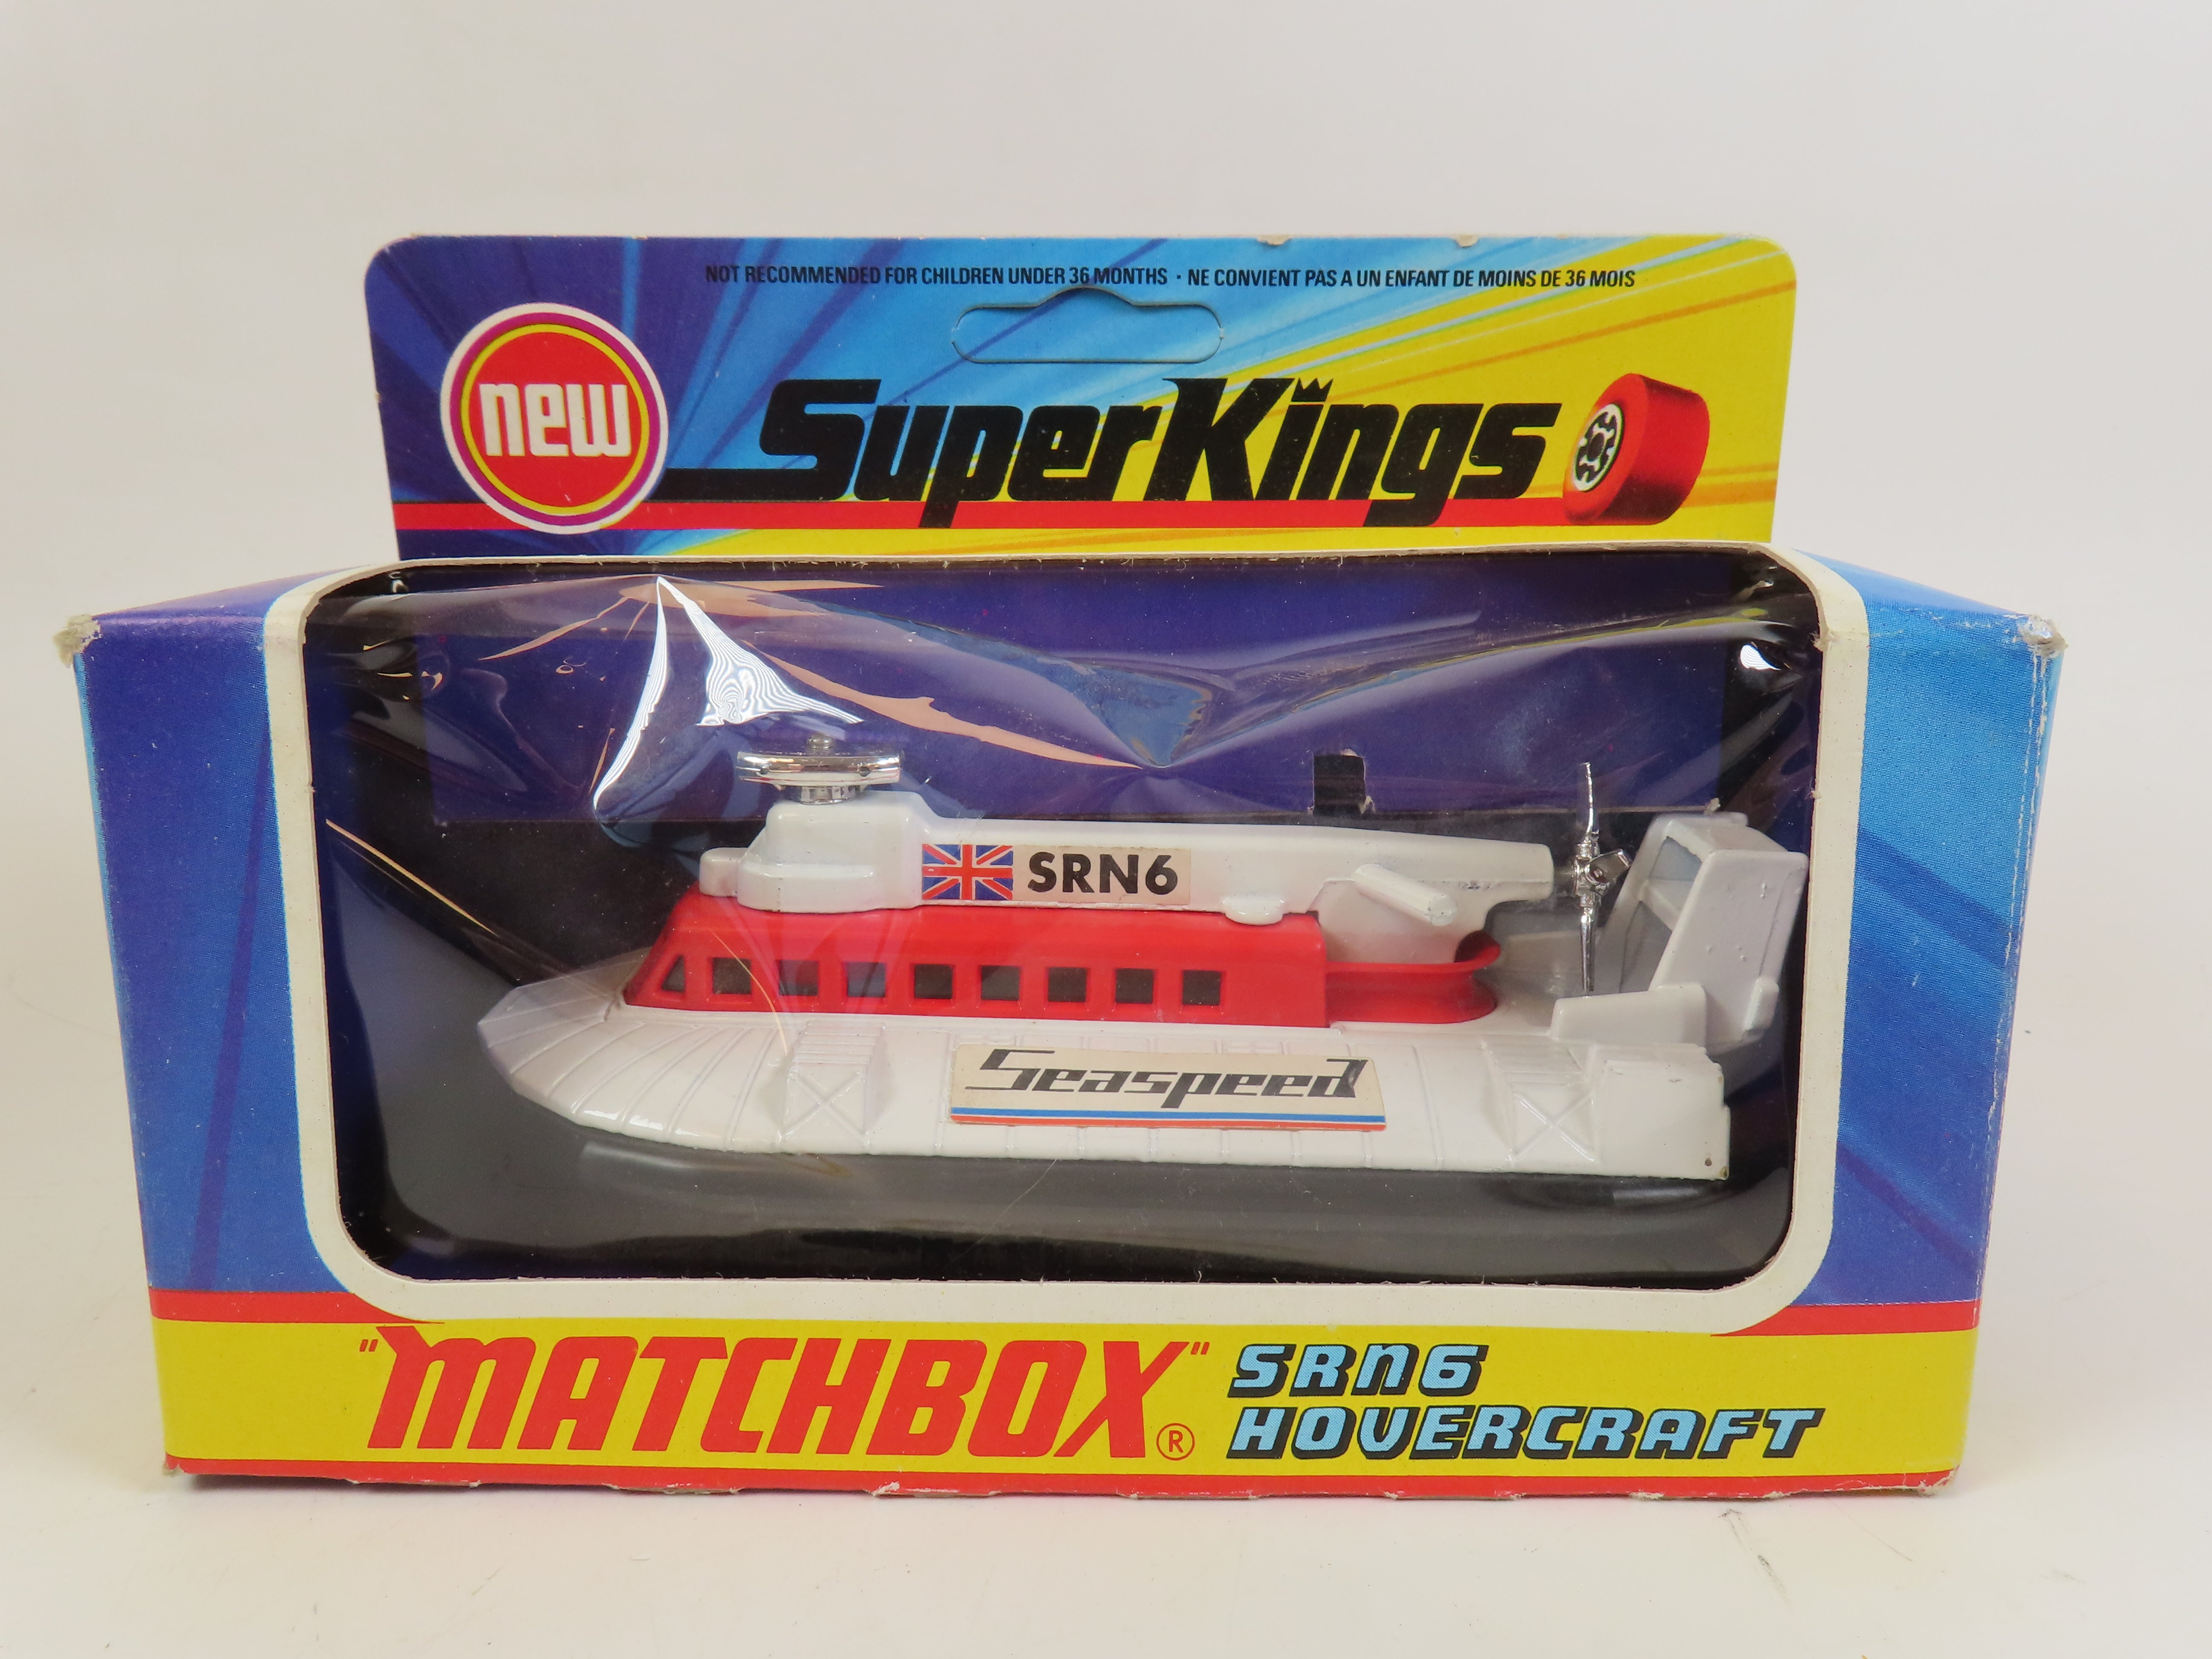 NOT RECOMMENDED FOR CHILDREN UNDER 36 MONTHS · NE CONVIENT PAS A UN ENFANT DE MOINS DE 36 MOIS
new
SuperKings
SRN6
Seaspeed
"MATCHBOX"®
SRN6
HOVERCRAFT